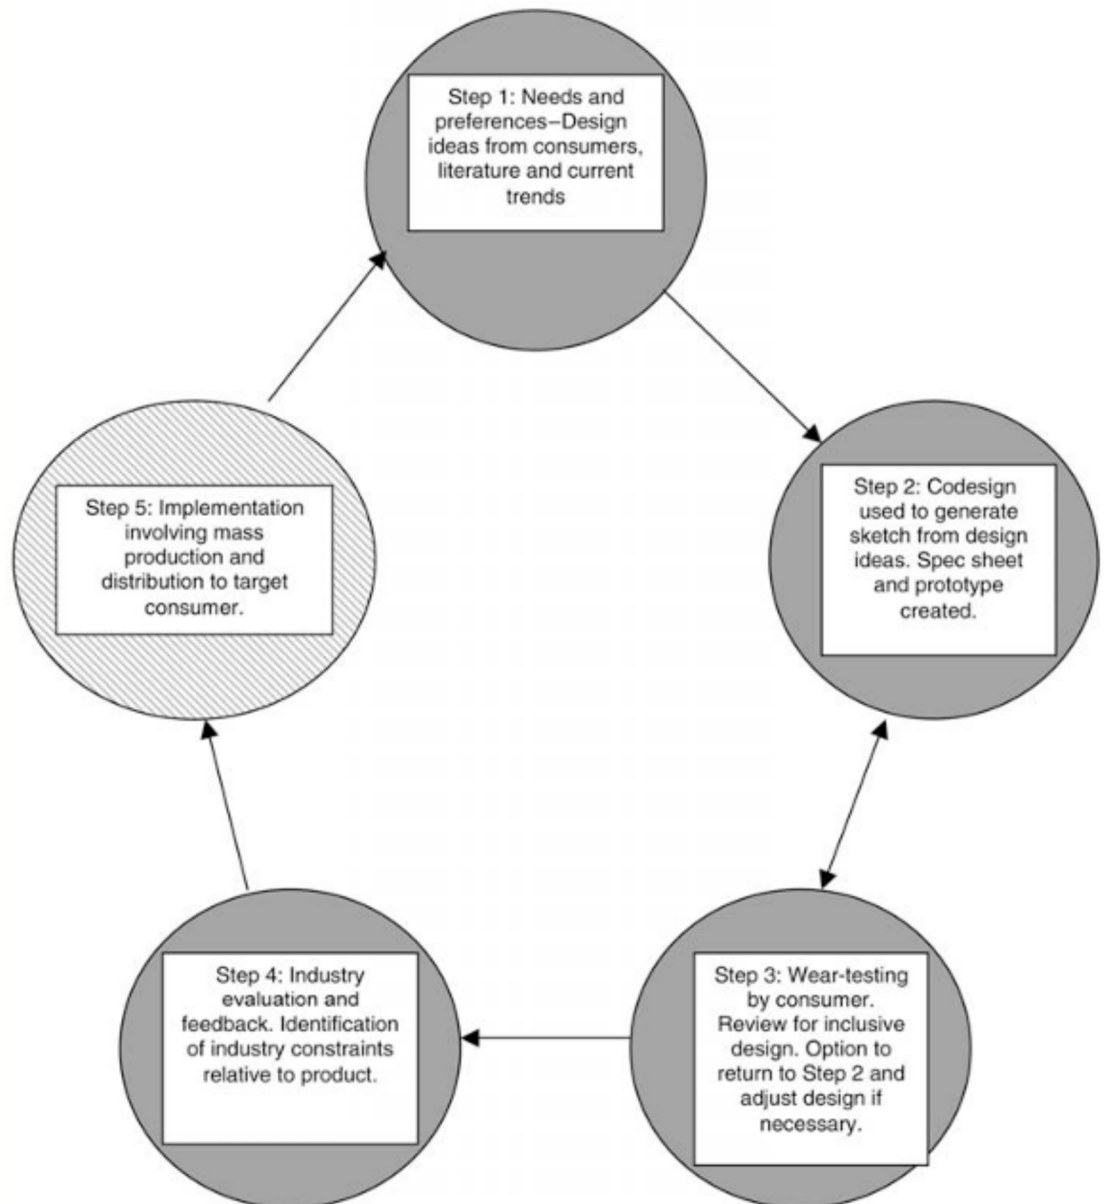 Step 1: Needs and
preferences–Design
ideas from consumers,
literature and current
trends
Step 2: Codesign
used to generate
sketch from design
ideas. Spec sheet
and prototype
created.
Step 3: Wear-testing
by consumer.
Review for inclusive
design. Option to
return to Step 2 and
adjust design if
necessary.
Step 4: Industry
evaluation and
feedback. Identification
of industry constraints
relative to product.
Step 5: Implementation
involving mass
production and
distribution to target
consumer.